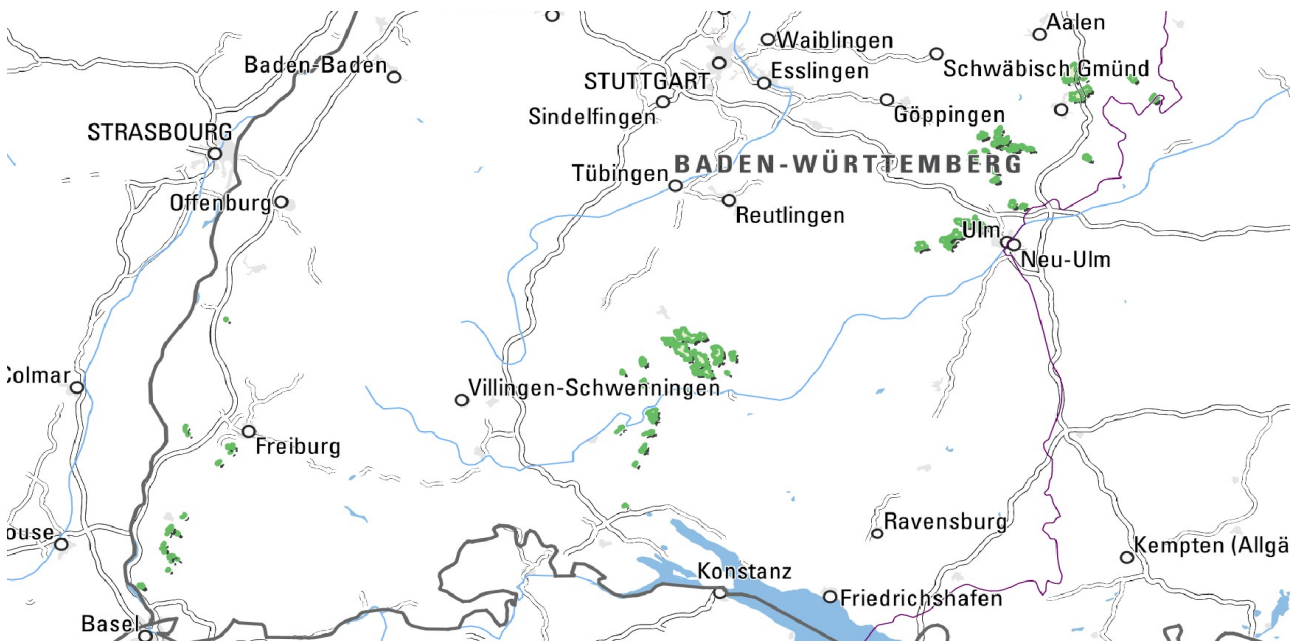 Aalen
Waiblingen
Baden-Baden
Esslingen
Schwäbisch Gmünd
STUTTGART
Göppingen
Sindelfingen
STRASBOURG
BADEN-WÜRTTEMBERG
Tübingen
Offenburg
Reutlingen
Ulm
Neu-Ulm
Colmar
Villingen-Schwenningen
Freiburg
Ravensburg
ouse
Kempten (Allgä
Konstanz
Friedrichshafen
Basel